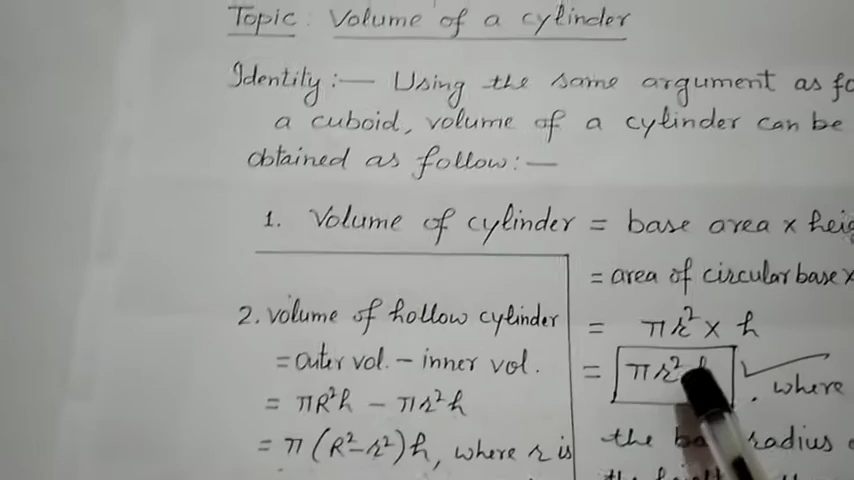 Topic : Volume of a cylinder
Identity :— Using the same argument as
a cuboid, volume of a cylinder can be
obtained as follow :—
1. Volume of cylinder = base area ×
= area of circular base ×
= πr² × h
= πr²h
. where
the radius
2. volume of hollow cylinder
= outer vol. – inner vol.
= πR²h – πr²h
= π(R²–r²)h, where r is